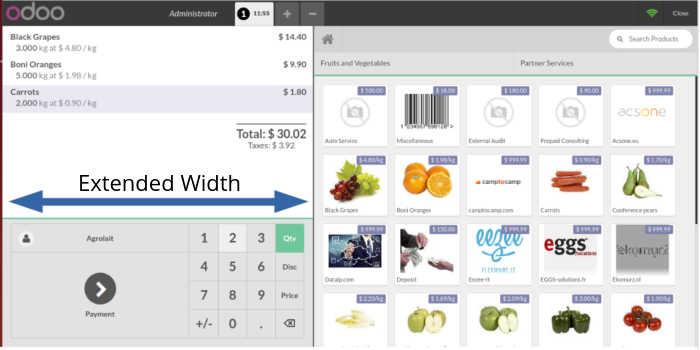 odoo
Administrator
1 11:55
+
−
Close
Black Grapes $ 14.40
3.000 kg at $ 4.80 / kg
Boni Oranges $ 9.90
5.000 kg at $ 1.98 / kg
Carrots $ 1.80
2.000 kg at $ 0.90 / kg
Total: $ 30.02
Taxes: $ 3.92
Extended Width
Agrolait
Payment
1 2 3 Qty
4 5 6 Disc
7 8 9 Price
+/- 0 .
Search Products
Fruits and Vegetables Partner Services
$ 500.00 $ 18.00 $ 180.00 $ 90.00 $ 999.99
acsone
Auto Service Miscellaneous External Audit Prepaid Consulting Acsone.eu
$ 4.80/kg $ 1.98/kg $ 999.99 $ 0.90/kg $ 1.70/kg
camptocamp
Black Grapes Boni Oranges camptocamp.com Carrots Conference pears
$ 999.99 $ 150.00 $ 999.99 $ 999.99 $ 999.99
eezee
FLEXWARE IT
eggs
solutions
Datalp.com Deposit Eezee-It EGGS-solutions.fr Ekomurz.nl
$ 2.20/kg $ 1.69/kg $ 2.09/kg $ 3.00/kg $ 1.90/kg